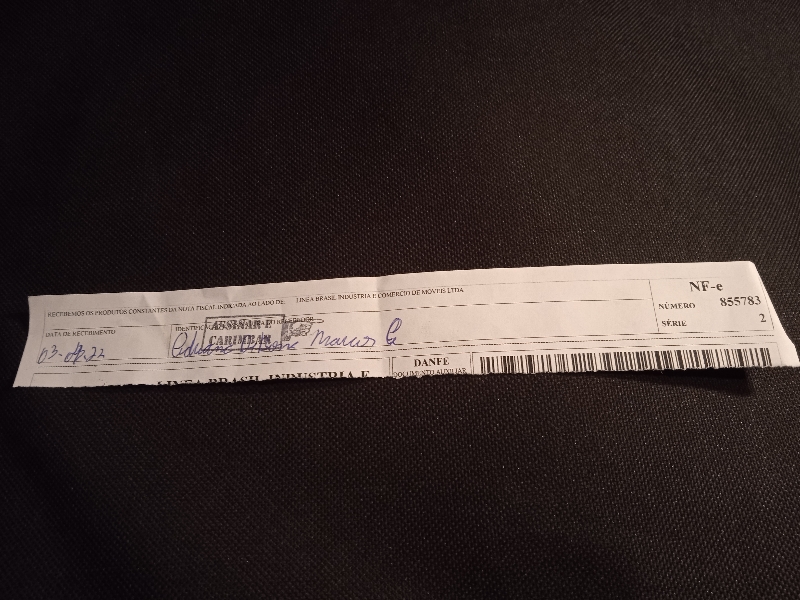 RECEBEMOS OS PRODUTOS CONSTANTES DA NOTA FISCAL INDICADA AO LADO DE: LINEA BRASIL INDUSTRIA E COMERCIO DE MOVEIS LTDA
NF-e
NÚMERO 855783
SÉRIE 2
DATA DE RECEBIMENTO
ASSINAR E
CARIMBAR
Marcos G
DANFE
DOCUMENTO AUXILIAR
LINEA BRASIL INDUSTRIA E